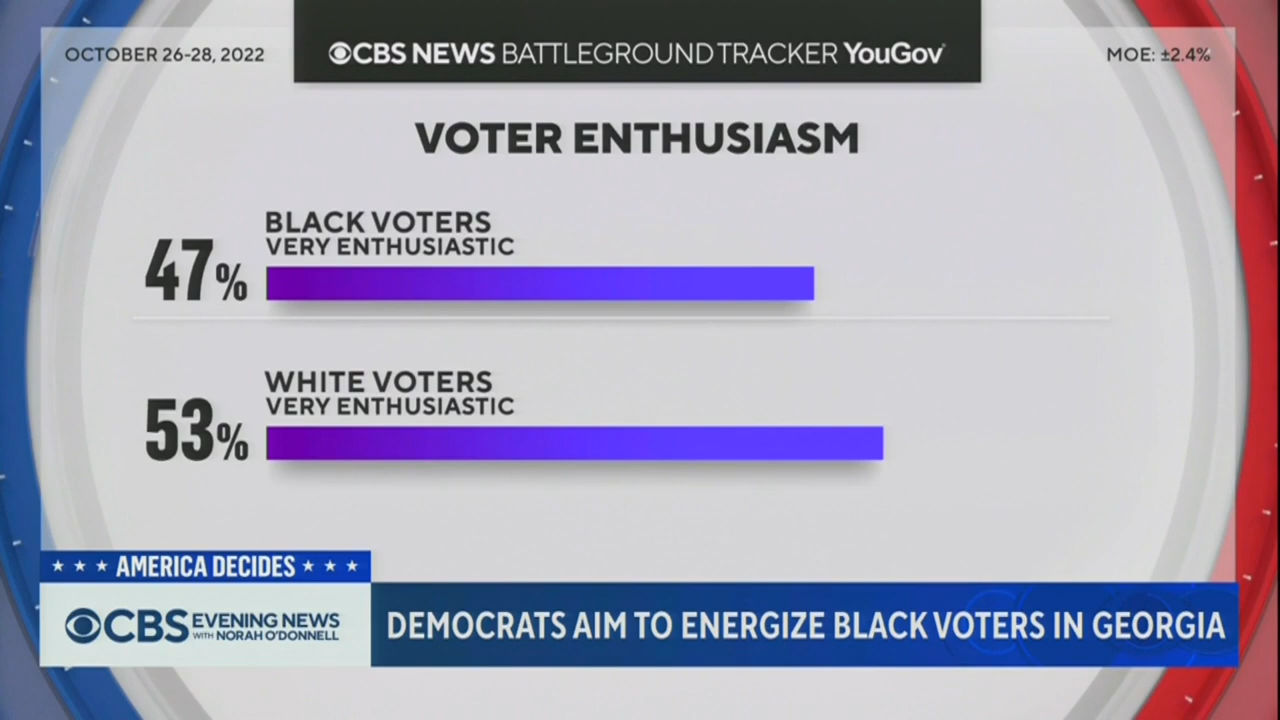 OCTOBER 26-28, 2022
CBS NEWS BATTLEGROUND TRACKER YouGov
MOE: ±2.4%
VOTER ENTHUSIASM
BLACK VOTERS
VERY ENTHUSIASTIC
47%
WHITE VOTERS
VERY ENTHUSIASTIC
53%
★ ★ ★ AMERICA DECIDES ★ ★ ★
CBS EVENING NEWS
WITH NORAH O'DONNELL
DEMOCRATS AIM TO ENERGIZE BLACK VOTERS IN GEORGIA